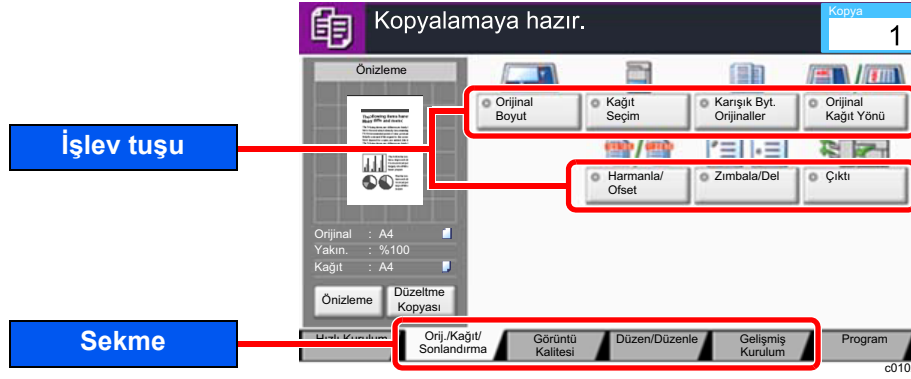 Kopyalamaya hazır.
Kopya
1
Önizleme
Orijinal
Boyut
Kağıt
Seçim
Karışık Byt.
Orijinaller
Orijinal
Kağıt Yönü
İşlev tuşu
Harmanla/
Ofset
Zımbala/Del
Çıktı
Orijinal : A4
Yakın. : %100
Kağıt : A4
Önizleme
Düzeltme
Kopyası
Sekme
Hızlı Kurulum
Orij./Kağıt/
Sonlandırma
Görüntü
Kalitesi
Düzen/Düzenle
Gelişmiş
Kurulum
Program
c010